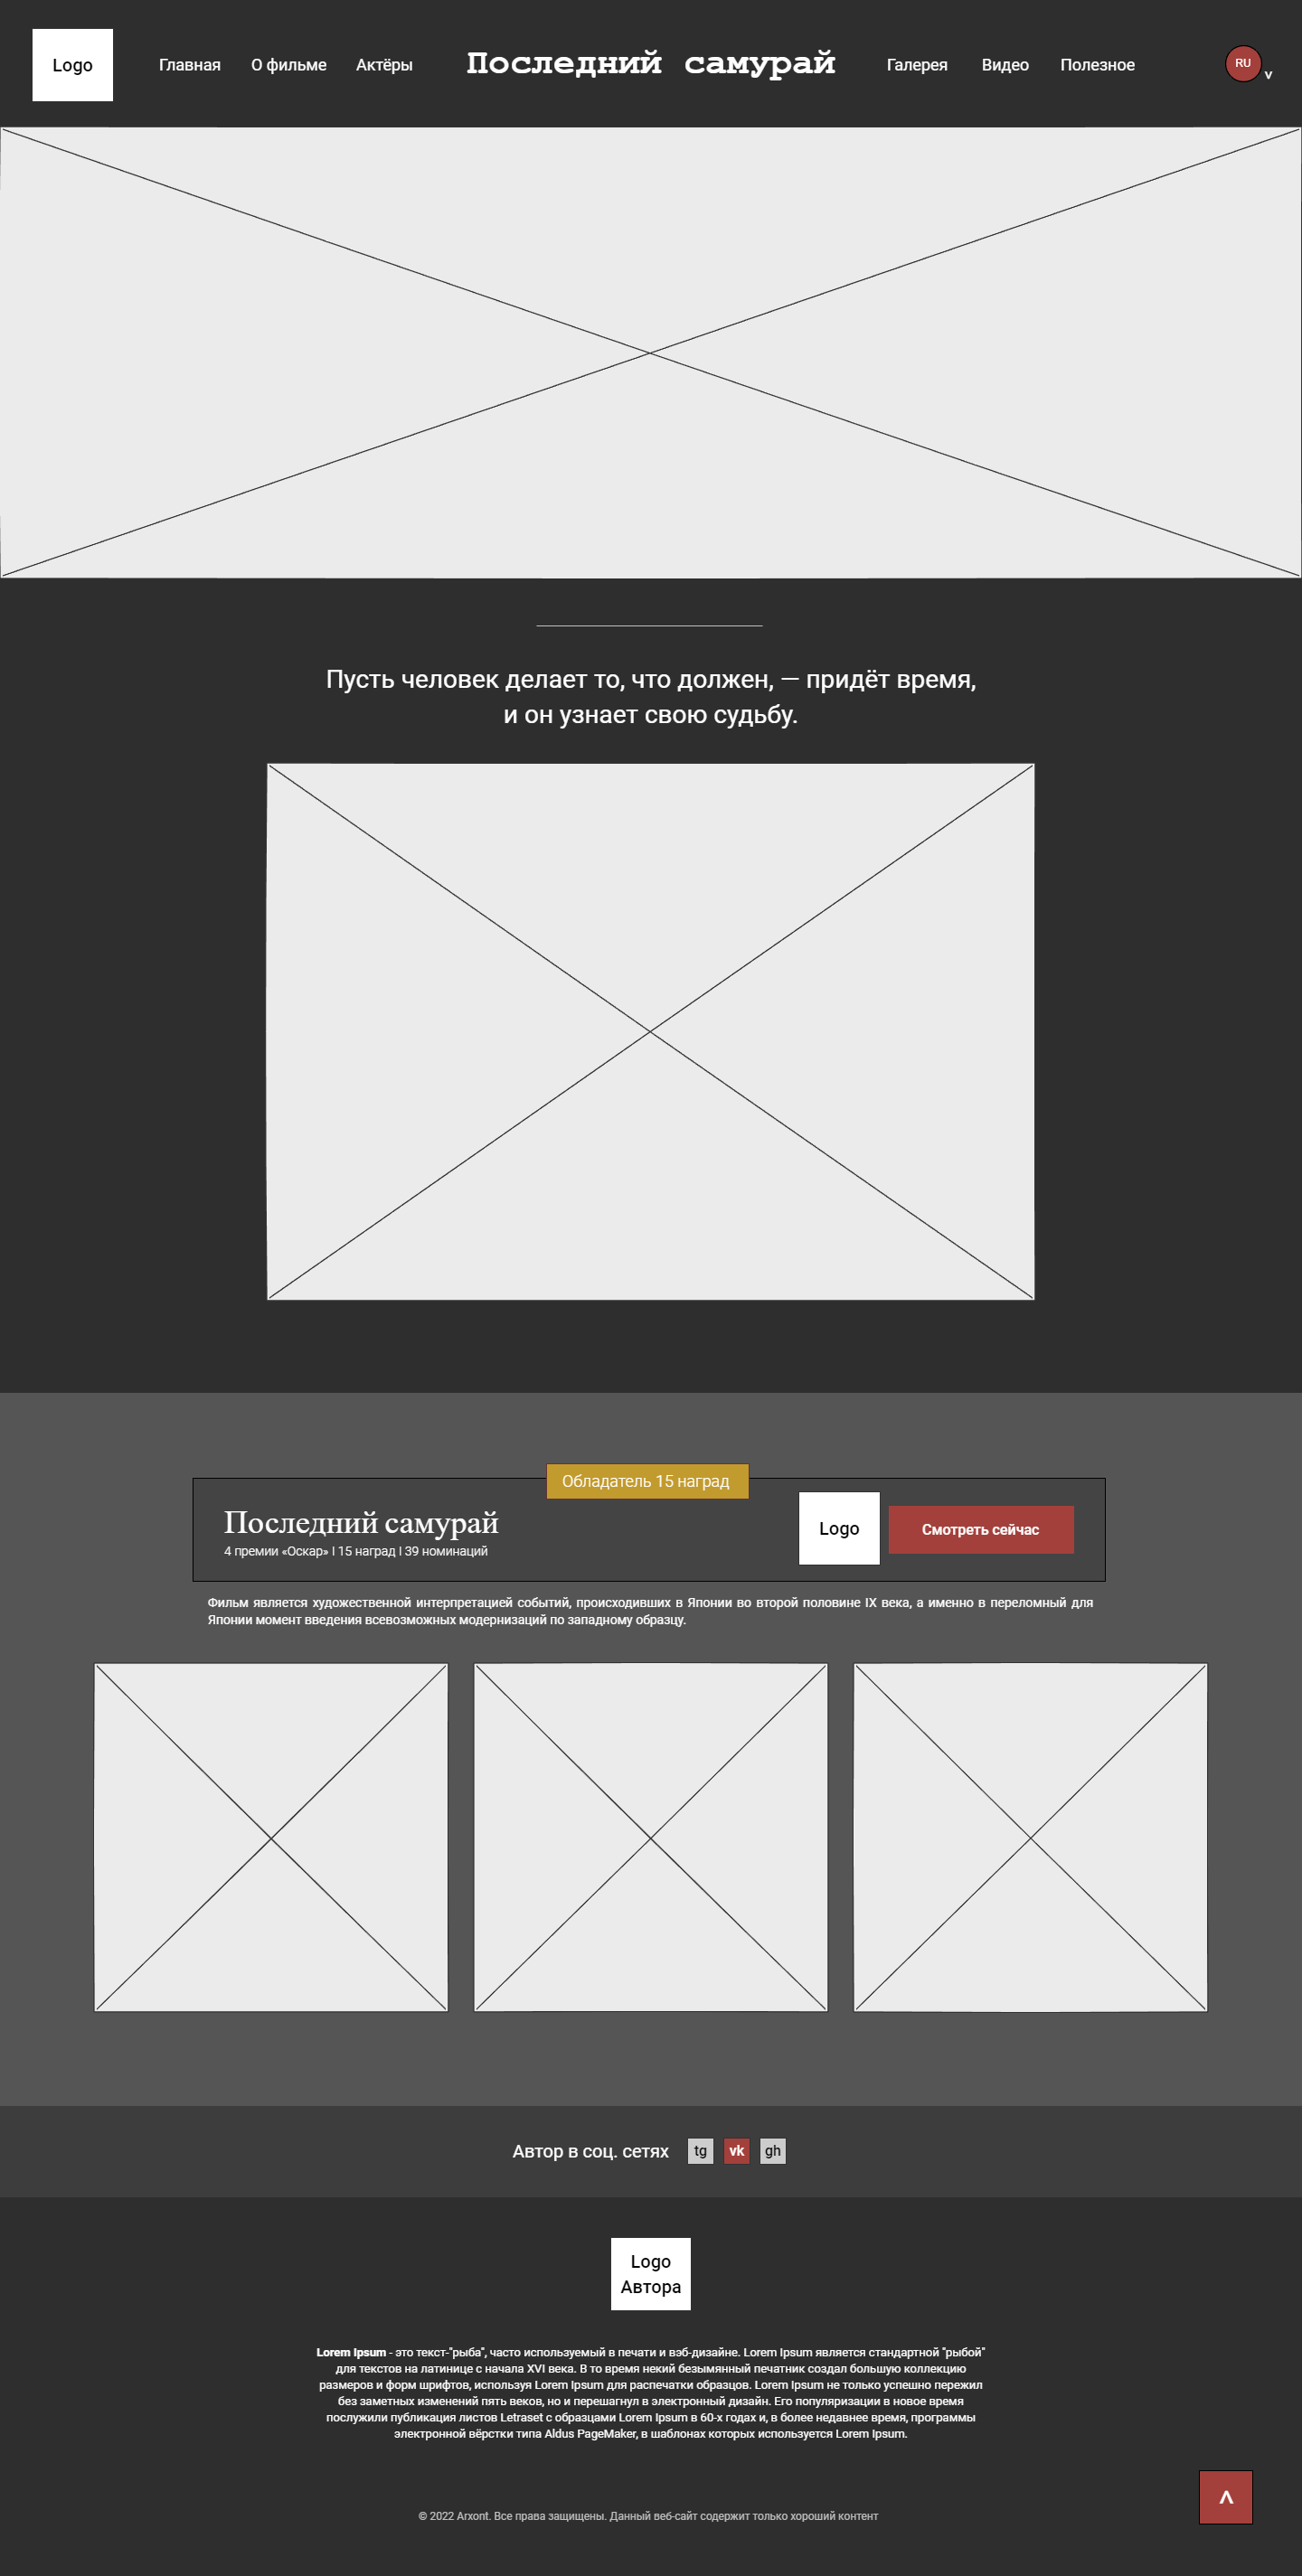 Logo
Главная
О фильме
Актёры
Последний самурай
Галерея
Видео
Полезное
RU
v
Пусть человек делает то, что должен, — придёт время,
и он узнает свою судьбу.
Обладатель 15 наград
Последний самурай
4 премии «Оскар» I 15 наград I 39 номинаций
Logo
Смотреть сейчас
Фильм является художественной интерпретацией событий, происходивших в Японии во второй половине IX века, а именно в переломный для
Японии момент введения всевозможных модернизаций по западному образцу.
Автор в соц. сетях
tg
vk
gh
Logo
Автора
Lorem Ipsum - это текст-"рыба", часто используемый в печати и вэб-дизайне. Lorem Ipsum является стандартной "рыбой"
для текстов на латинице с начала XVI века. В то время некий безымянный печатник создал большую коллекцию
размеров и форм шрифтов, используя Lorem Ipsum для распечатки образцов. Lorem Ipsum не только успешно пережил
без заметных изменений пять веков, но и перешагнул в электронный дизайн. Его популяризации в новое время
послужили публикация листов Letraset с образцами Lorem Ipsum в 60-х годах и, в более недавнее время, программы
электронной вёрстки типа Aldus PageMaker, в шаблонах которых используется Lorem Ipsum.
^
© 2022 Arxont. Все права защищены. Данный веб-сайт содержит только хороший контент